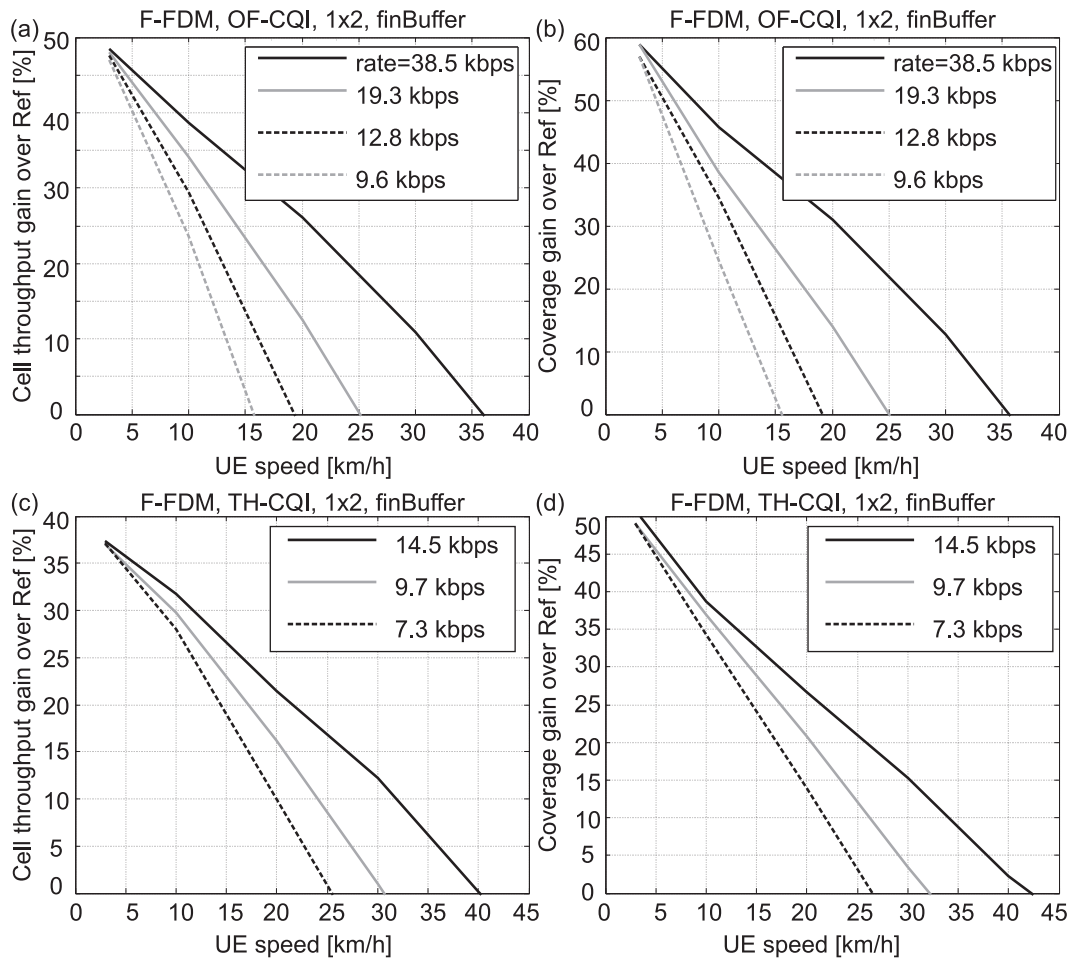 (a) F-FDM, OF-CQI, 1x2, finBuffer
Cell throughput gain over Ref [%]
50
40
30
20
10
0
rate=38.5 kbps
19.3 kbps
12.8 kbps
9.6 kbps
0 5 10 15 20 25 30 35 40
UE speed [km/h]
(b) F-FDM, OF-CQI, 1x2, finBuffer
Coverage gain over Ref [%]
60
50
40
30
20
10
0
rate=38.5 kbps
19.3 kbps
12.8 kbps
9.6 kbps
0 5 10 15 20 25 30 35 40
UE speed [km/h]
(c) F-FDM, TH-CQI, 1x2, finBuffer
Cell throughput gain over Ref [%]
40
35
30
25
20
15
10
5
0
14.5 kbps
9.7 kbps
7.3 kbps
0 5 10 15 20 25 30 35 40 45
UE speed [km/h]
(d) F-FDM, TH-CQI, 1x2, finBuffer
Coverage gain over Ref [%]
50
45
40
35
30
25
20
15
10
5
0
14.5 kbps
9.7 kbps
7.3 kbps
0 5 10 15 20 25 30 35 40 45
UE speed [km/h]